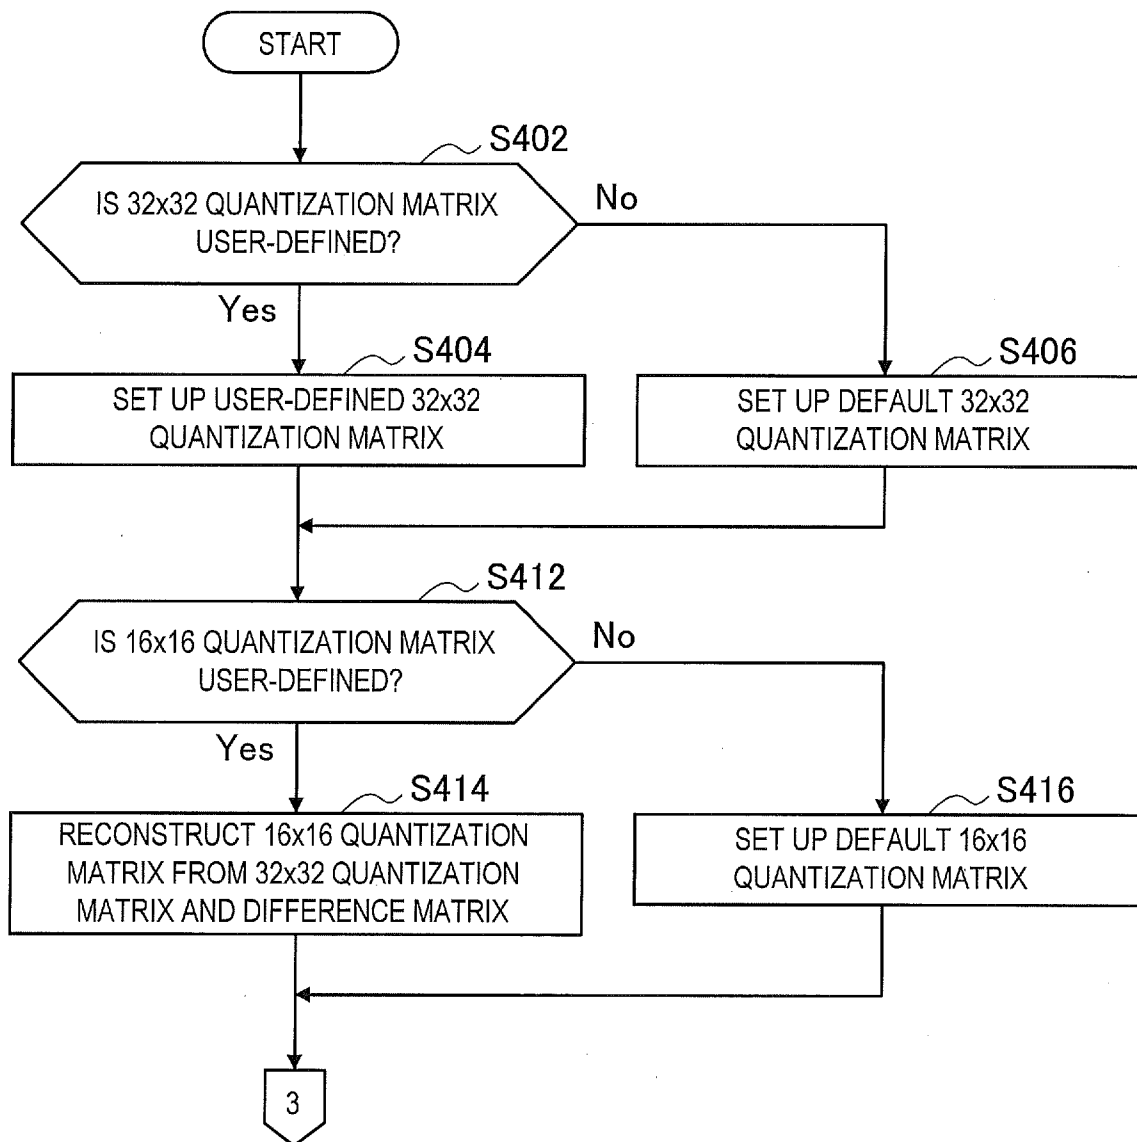 START
S402
IS 32x32 QUANTIZATION MATRIX
USER-DEFINED?
No
Yes
S404
SET UP USER-DEFINED 32x32
QUANTIZATION MATRIX
S406
SET UP DEFAULT 32x32
QUANTIZATION MATRIX
S412
IS 16x16 QUANTIZATION MATRIX
USER-DEFINED?
No
Yes
S414
RECONSTRUCT 16x16 QUANTIZATION
MATRIX FROM 32x32 QUANTIZATION
MATRIX AND DIFFERENCE MATRIX
S416
SET UP DEFAULT 16x16
QUANTIZATION MATRIX
3